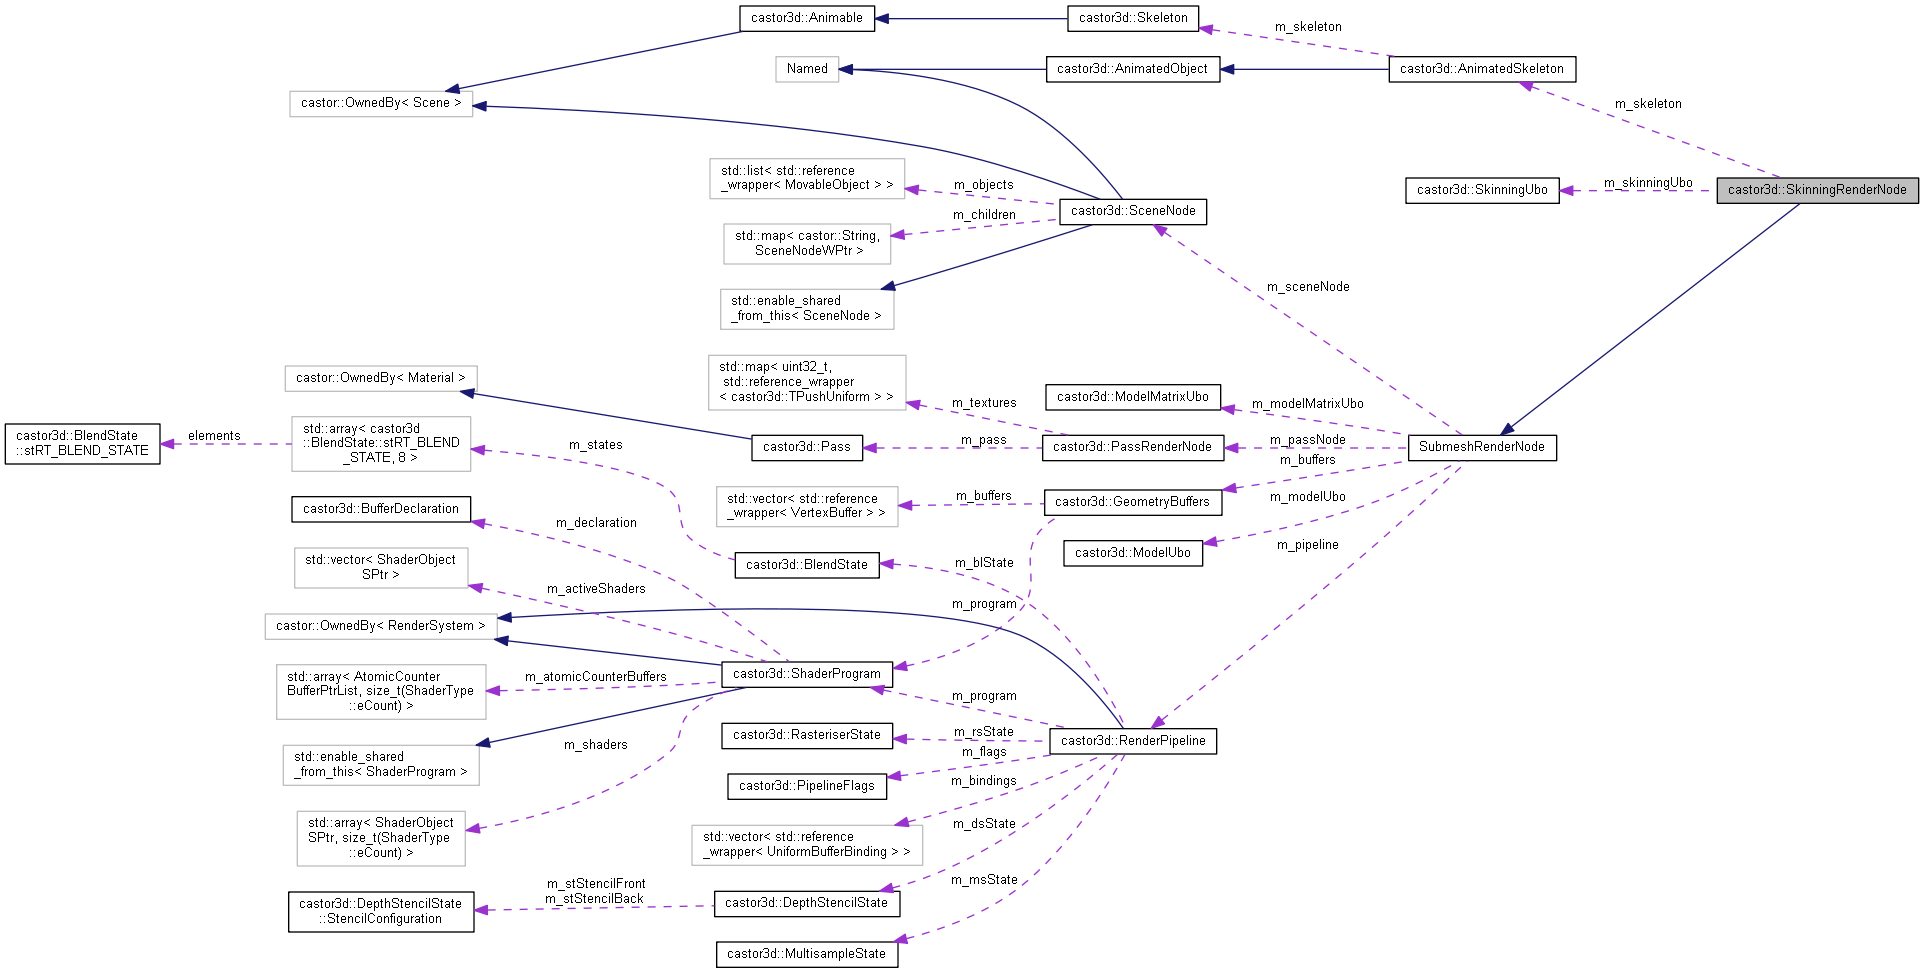 castor3d::Animable
castor3d::Skeleton
m_skeleton
Named
castor3d::AnimatedObject
castor3d::AnimatedSkeleton
castor::OwnedBy< Scene >
m_skeleton
std::list< std::reference
_wrapper< MovableObject > >
m_objects
castor3d::SkinningUbo
m_skinningUbo
castor3d::SkinningRenderNode
castor3d::SceneNode
m_children
std::map< castor::String,
SceneNodeWPtr >
m_sceneNode
std::enable_shared
_from_this< SceneNode >
castor::OwnedBy< Material >
std::map< uint32_t,
std::reference_wrapper
< castor3d::TPushUniform > >
m_textures
castor3d::ModelMatrixUbo
m_modelMatrixUbo
castor3d::BlendState
::stRT_BLEND_STATE
elements
std::array< castor3d
::BlendState::stRT_BLEND
_STATE, 8 >
m_states
castor3d::Pass
m_pass
castor3d::PassRenderNode
m_passNode
SubmeshRenderNode
m_buffers
castor3d::BufferDeclaration
m_declaration
std::vector< std::reference
_wrapper< VertexBuffer > >
m_buffers
castor3d::GeometryBuffers
m_modelUbo
std::vector< ShaderObject
SPtr >
m_activeShaders
castor3d::BlendState
m_blState
castor3d::ModelUbo
m_pipeline
m_program
castor::OwnedBy< RenderSystem >
std::array< AtomicCounter
BufferPtrList, size_t(ShaderType
::eCount) >
m_atomicCounterBuffers
castor3d::ShaderProgram
m_program
std::enable_shared
_from_this< ShaderProgram >
m_shaders
castor3d::RasteriserState
m_rsState
castor3d::RenderPipeline
m_flags
castor3d::PipelineFlags
m_bindings
std::array< ShaderObject
SPtr, size_t(ShaderType
::eCount) >
std::vector< std::reference
_wrapper< UniformBufferBinding > >
m_dsState
castor3d::DepthStencilState
::StencilConfiguration
m_stStencilFront
m_stStencilBack
castor3d::DepthStencilState
m_msState
castor3d::MultisampleState